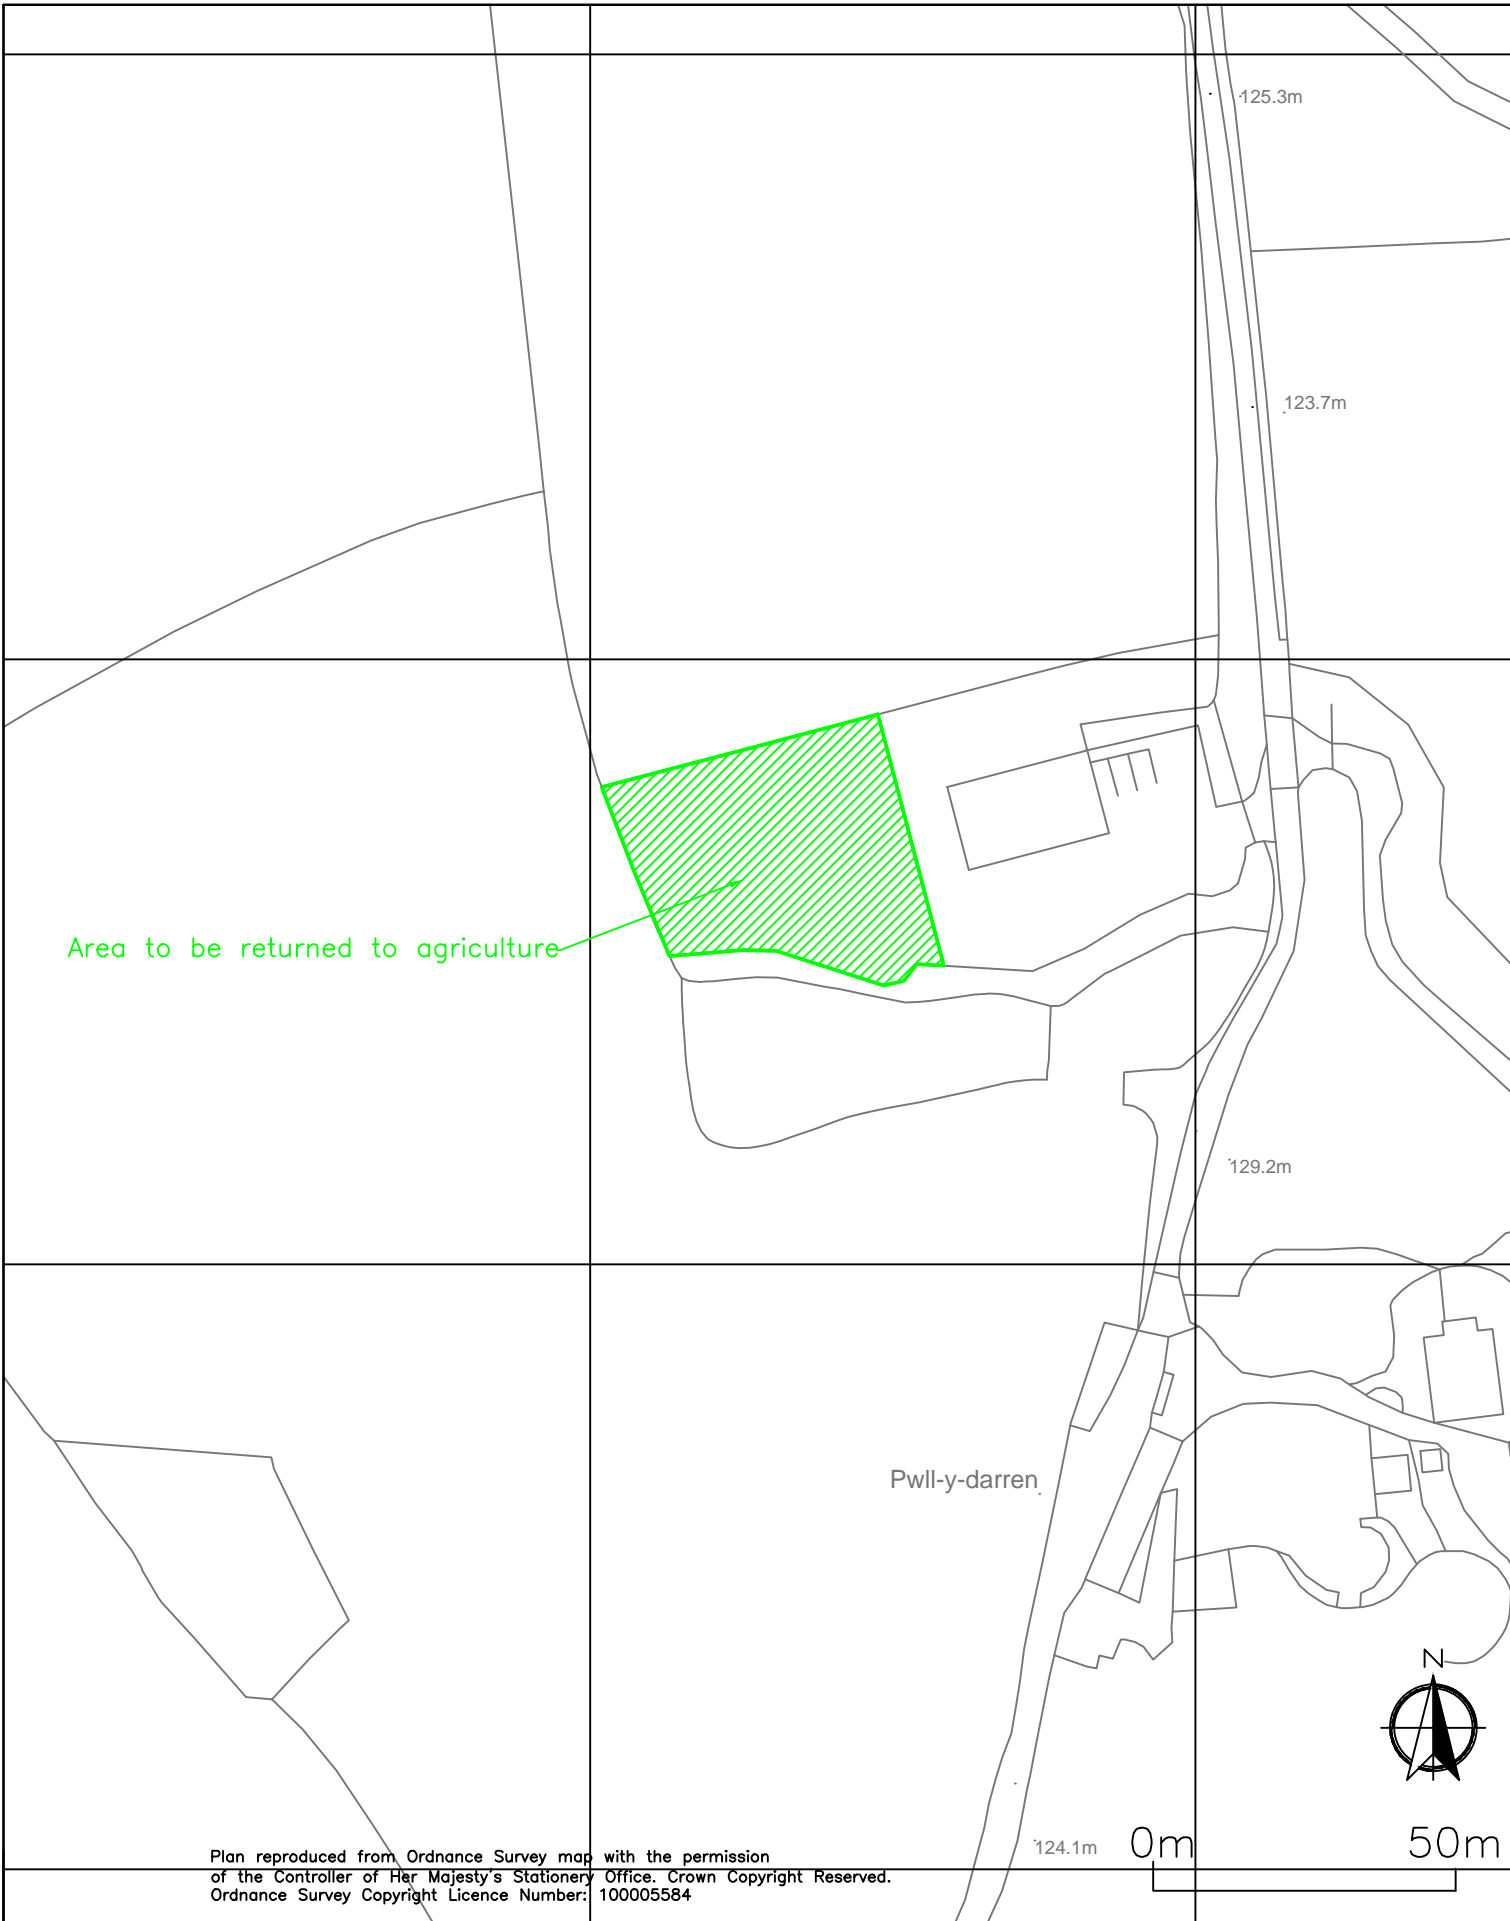 125.3m
123.7m
Area to be returned to agriculture
129.2m
Pwll-y-darren
N
124.1m
0m
50m
Plan reproduced from Ordnance Survey map with the permission
of the Controller of Her Majesty's Stationery Office. Crown Copyright Reserved.
Ordnance Survey Copyright Licence Number: 100005584